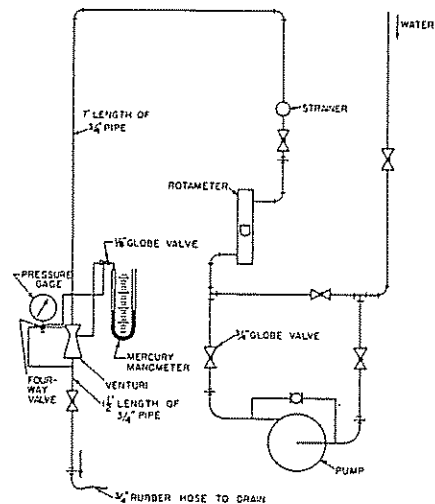 WATER
STRAINER
7' LENGTH OF
3/4" PIPE
ROTAMETER
1/8" GLOBE VALVE
PRESSURE
GAGE
3/4" GLOBE VALVE
MERCURY
MANOMETER
FOUR-
WAY
VALVE
VENTURI
1 1/2' LENGTH OF
3/4" PIPE
PUMP
3/4" RUBBER HOSE TO DRAIN